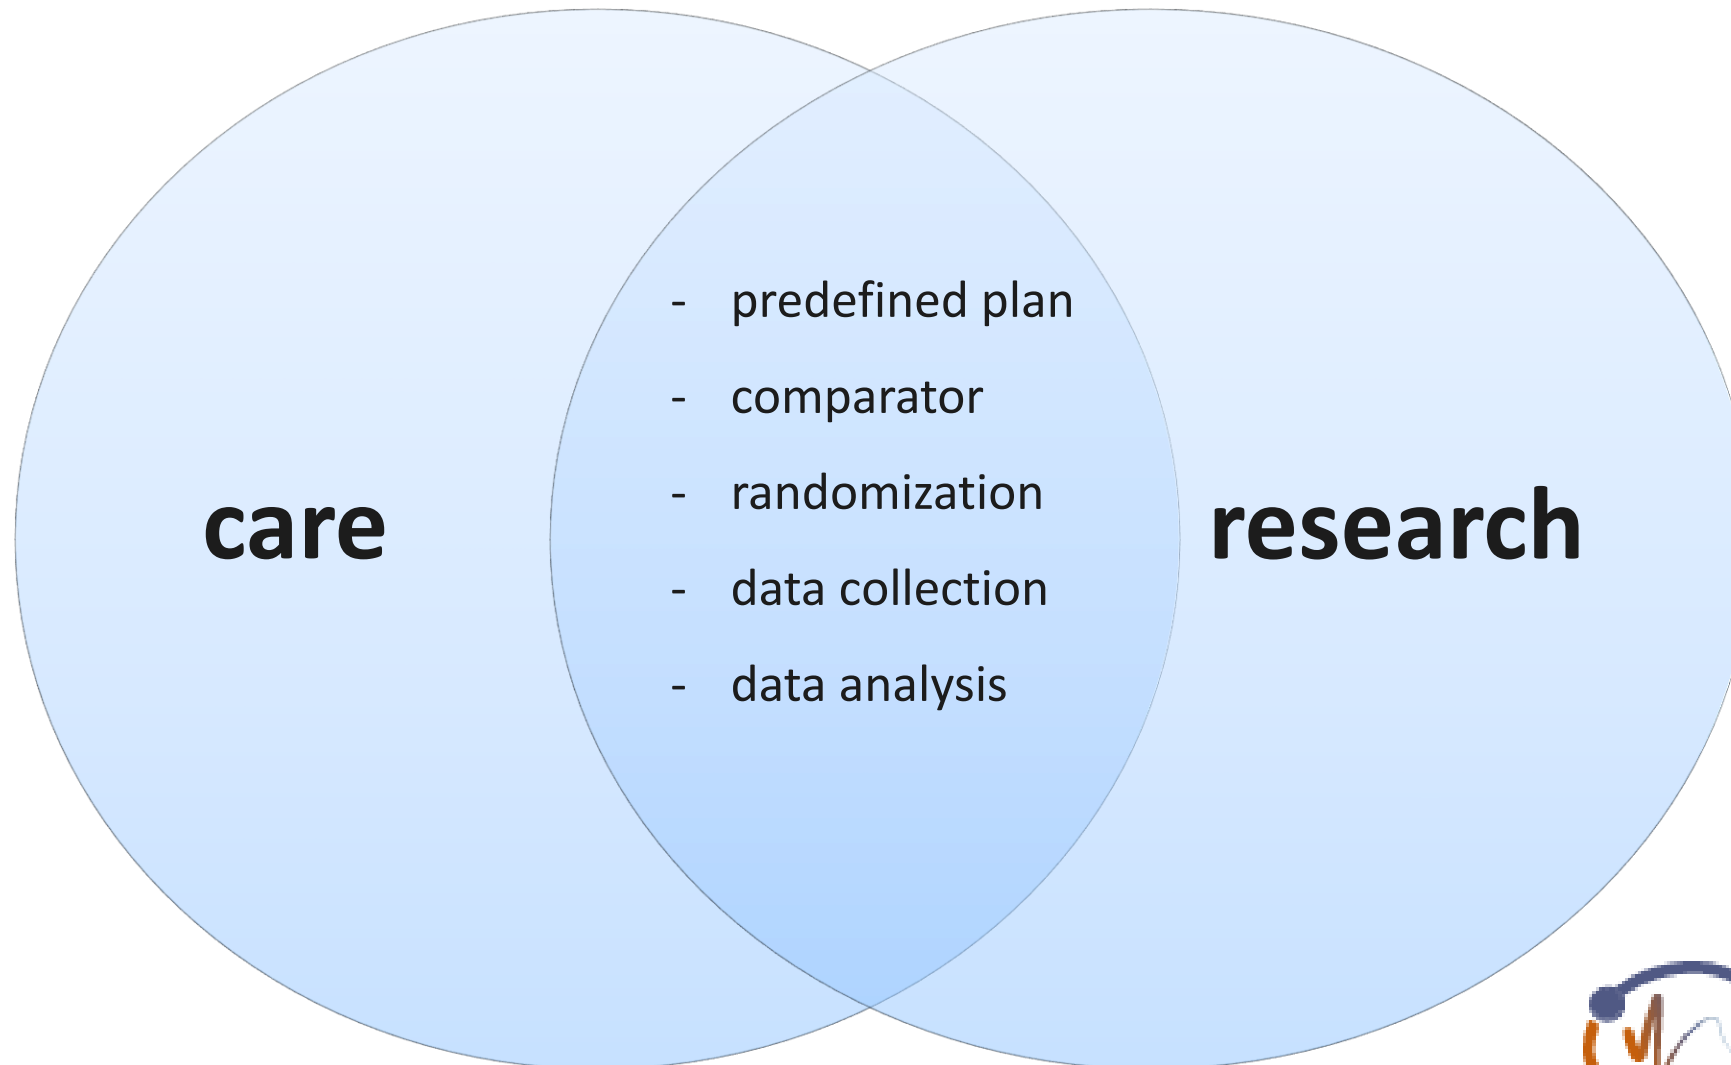 - predefined plan
- comparator
- randomization
care
research
- data collection
- data analysis